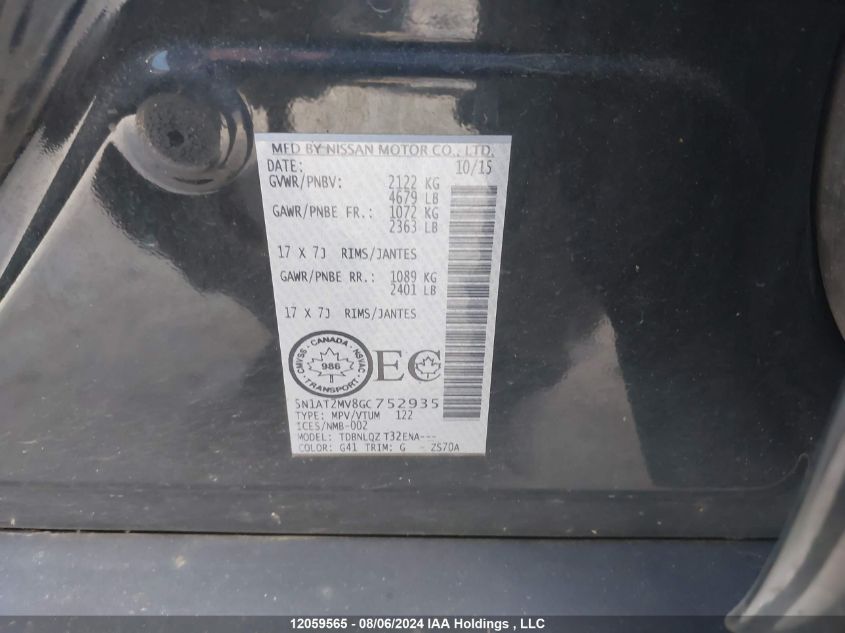 MFD BY NISSAN MOTOR CO., LTD.
DATE: 10/15
GVWR/PNBV: 2122 KG
4679 LB
GAWR/PNBE FR.: 1072 KG
2363 LB
17 X 7J RIMS/JANTES
GAWR/PNBE RR.: 1089 KG
2401 LB
17 X 7J RIMS/JANTES
CANADA
CMVSS · NSVAC
986
TRANSPORT
EC
5N1AT2MV8GC752935
TYPE: MPV/VTUM 122
ICES/NMB-002
MODEL: TDBNLQZ T32ENA---
COLOR: G41 TRIM: G - ZS70A
12059565 - 08/06/2024 IAA Holdings , LLC